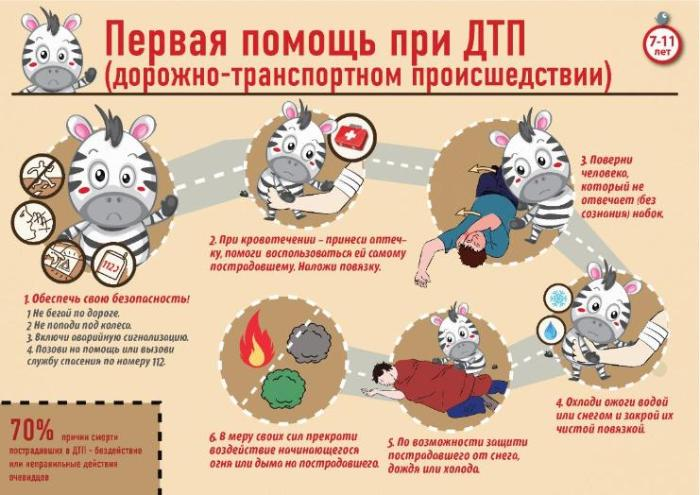 Первая помощь при ДТП
(дорожно-транспортном происшествии)
7-11
лет
1. Обеспечь свою безопасность!
1 Не бегай по дороге.
2 Не попади под колеса.
3. Включи аварийную сигнализацию.
4. Позови на помощь или вызови
службу спасения по номеру 112.
112
2. При кровотечении – принеси аптеч-
ку, помоги воспользоваться ей самому
пострадавшему. Наложи повязку.
3. Поверни
человека,
который не
отвечает (без
сознания) набок.
4. Охлади ожоги водой
или снегом и закрой их
чистой повязкой.
5. По возможности защити
пострадавшего от снега,
дождя или холода.
6. В меру своих сил прекрати
воздействие начинающегося
огня или дыма на пострадавшего.
70% причин смерти
пострадавших в ДТП - бездействие
или неправильные действия
очевидцев